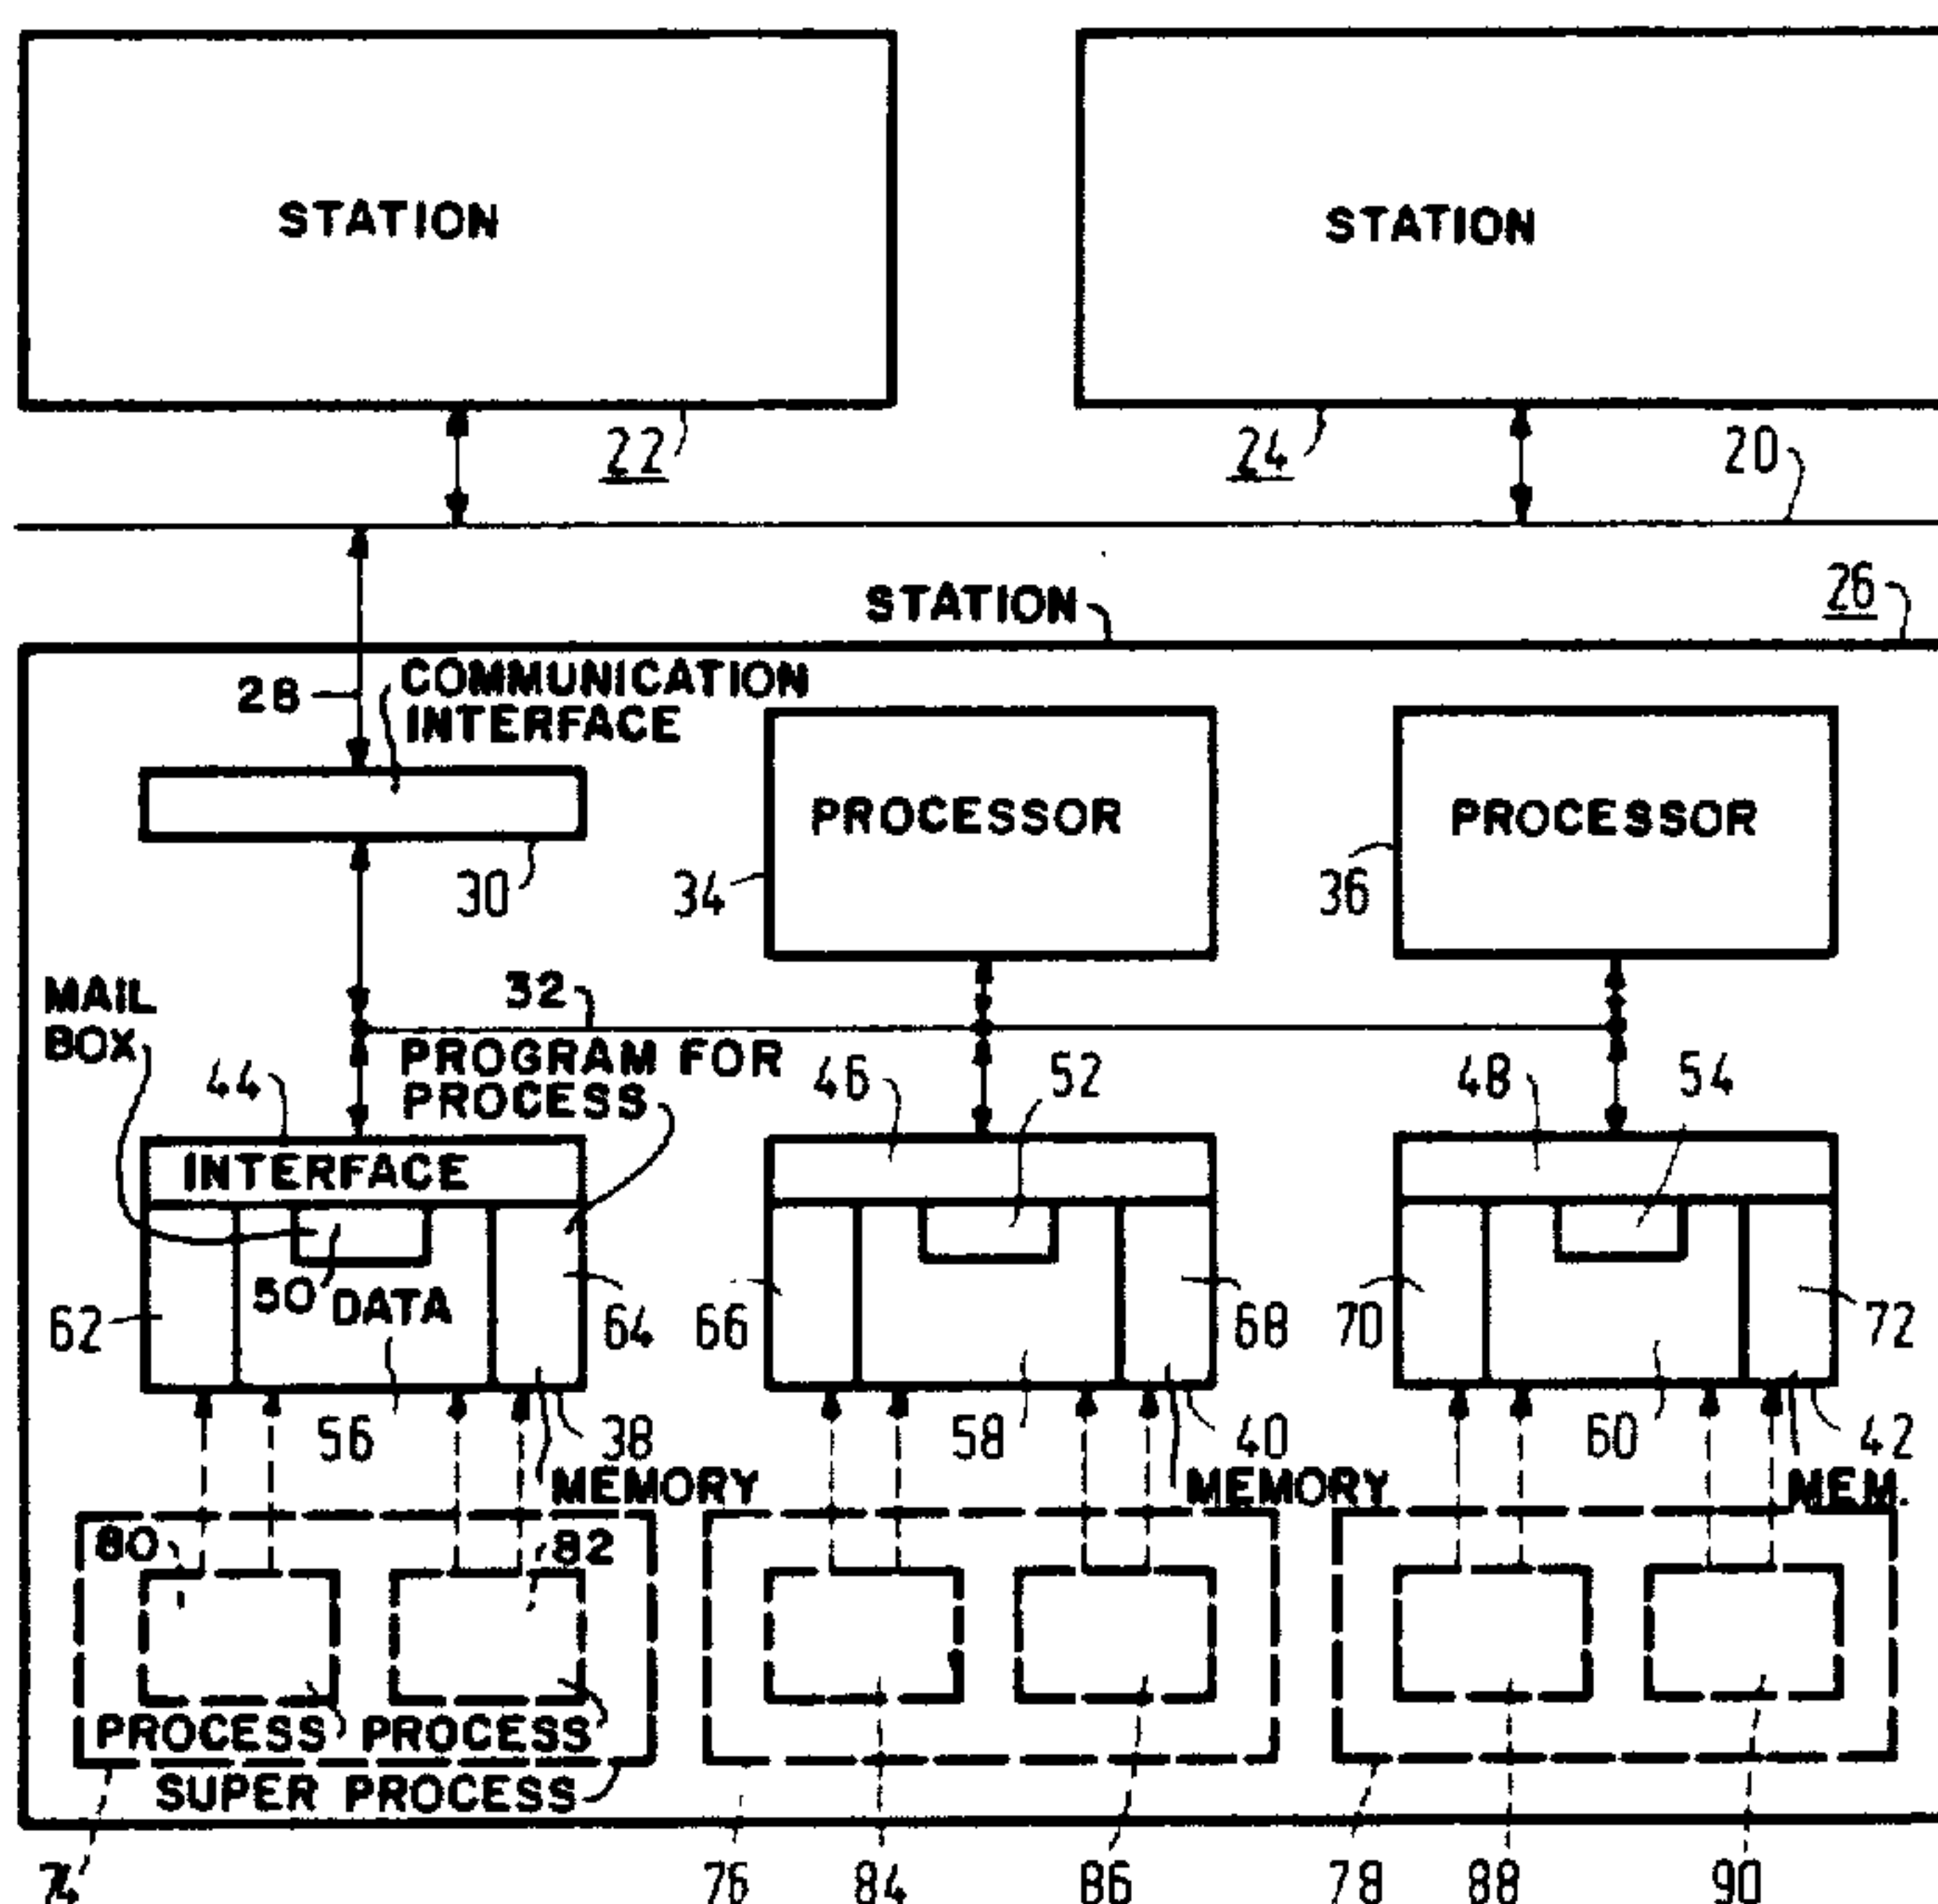 STATION
STATION
22
24
20
STATION
26
28
COMMUNICATION
INTERFACE
PROCESSOR
PROCESSOR
30
34
36
MAIL
BOX
32
PROGRAM FOR
PROCESS
44
46
52
48
54
INTERFACE
50
DATA
62
64
66
68
70
72
56
38
58
40
60
42
MEMORY
MEMORY
MEM.
80
82
PROCESS
PROCESS
SUPER PROCESS
74
76
84
86
78
88
90